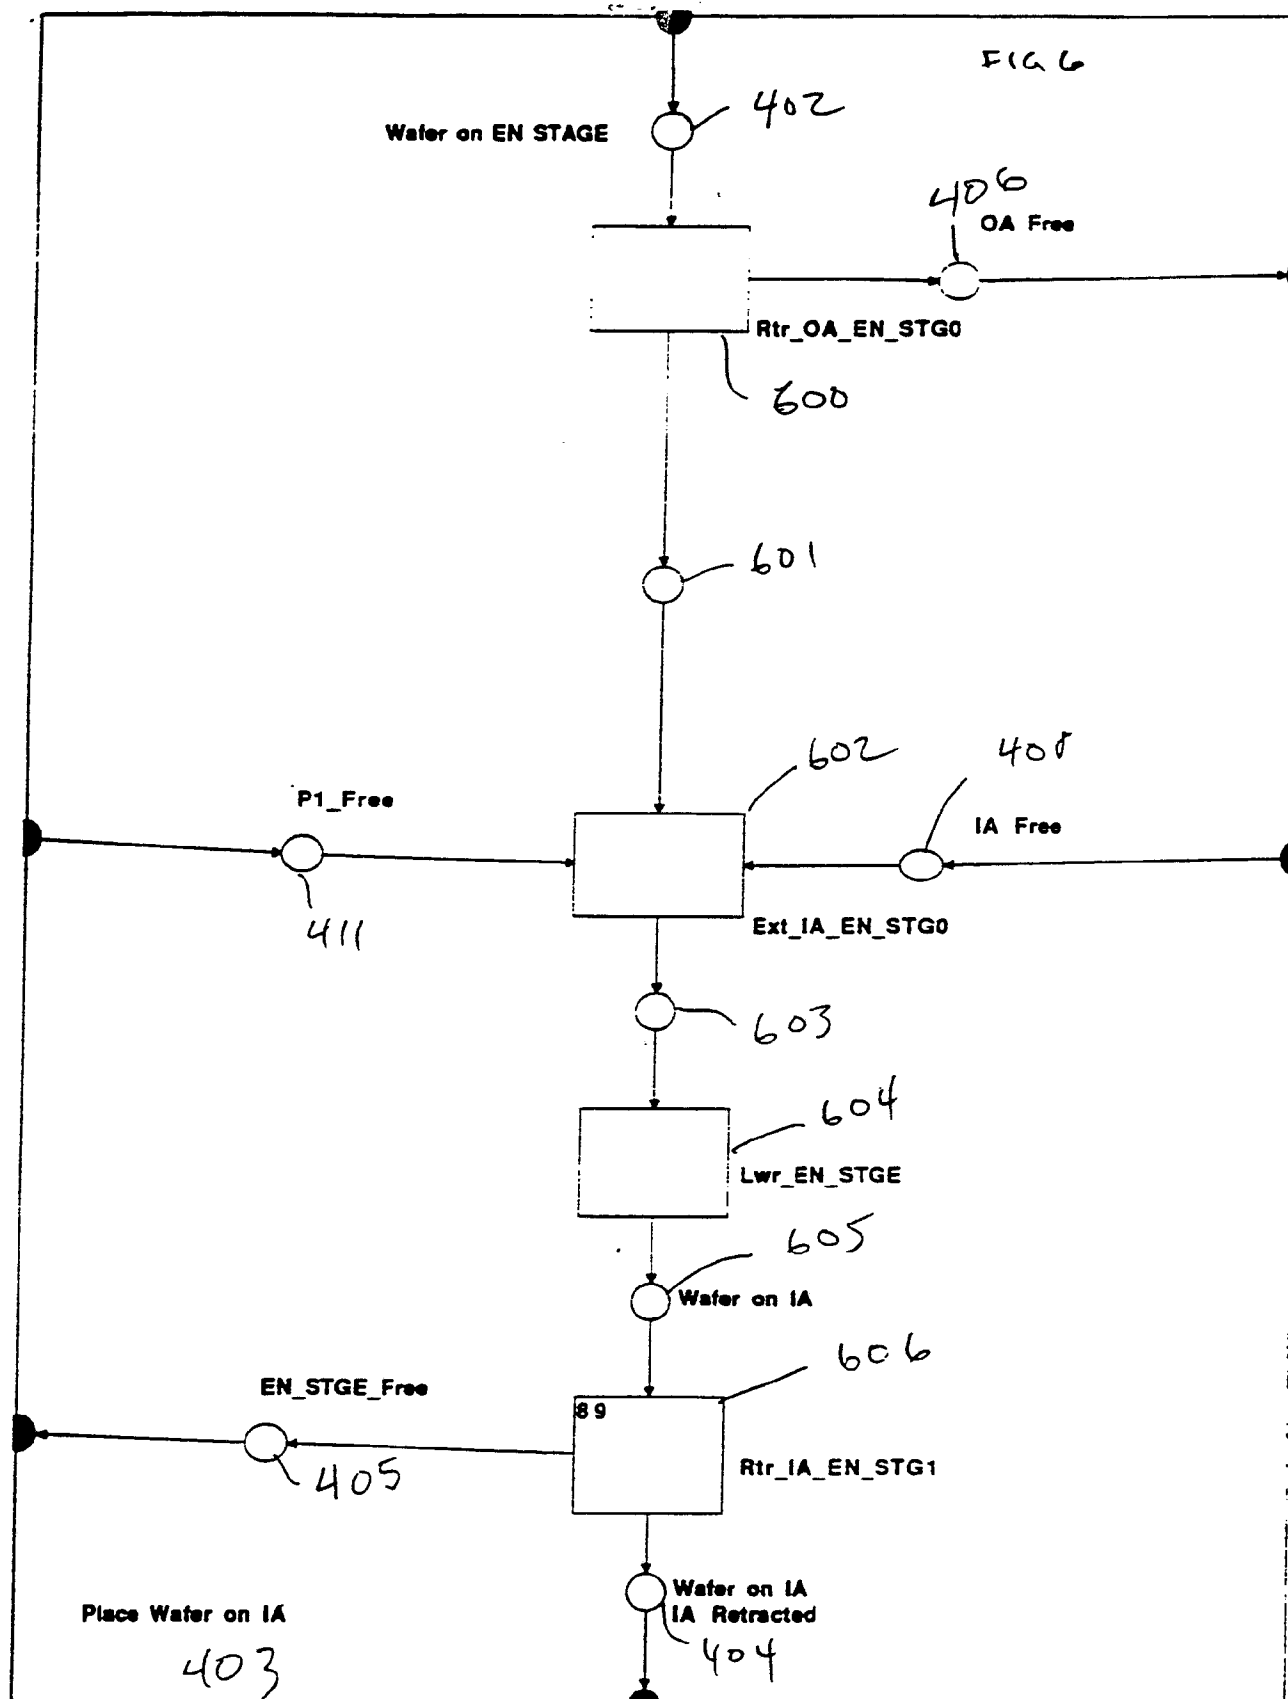 FIG 6
402
Wafer on EN STAGE
406
OA Free
Rtr_OA_EN_STG0
600
601
602
408
P1_Free
IA Free
411
Ext_IA_EN_STG0
603
604
Lwr_EN_STGE
605
Wafer on IA
606
EN_STGE_Free
89
Rtr_IA_EN_STG1
405
Wafer on IA
IA Retracted
Place Wafer on IA
404
403